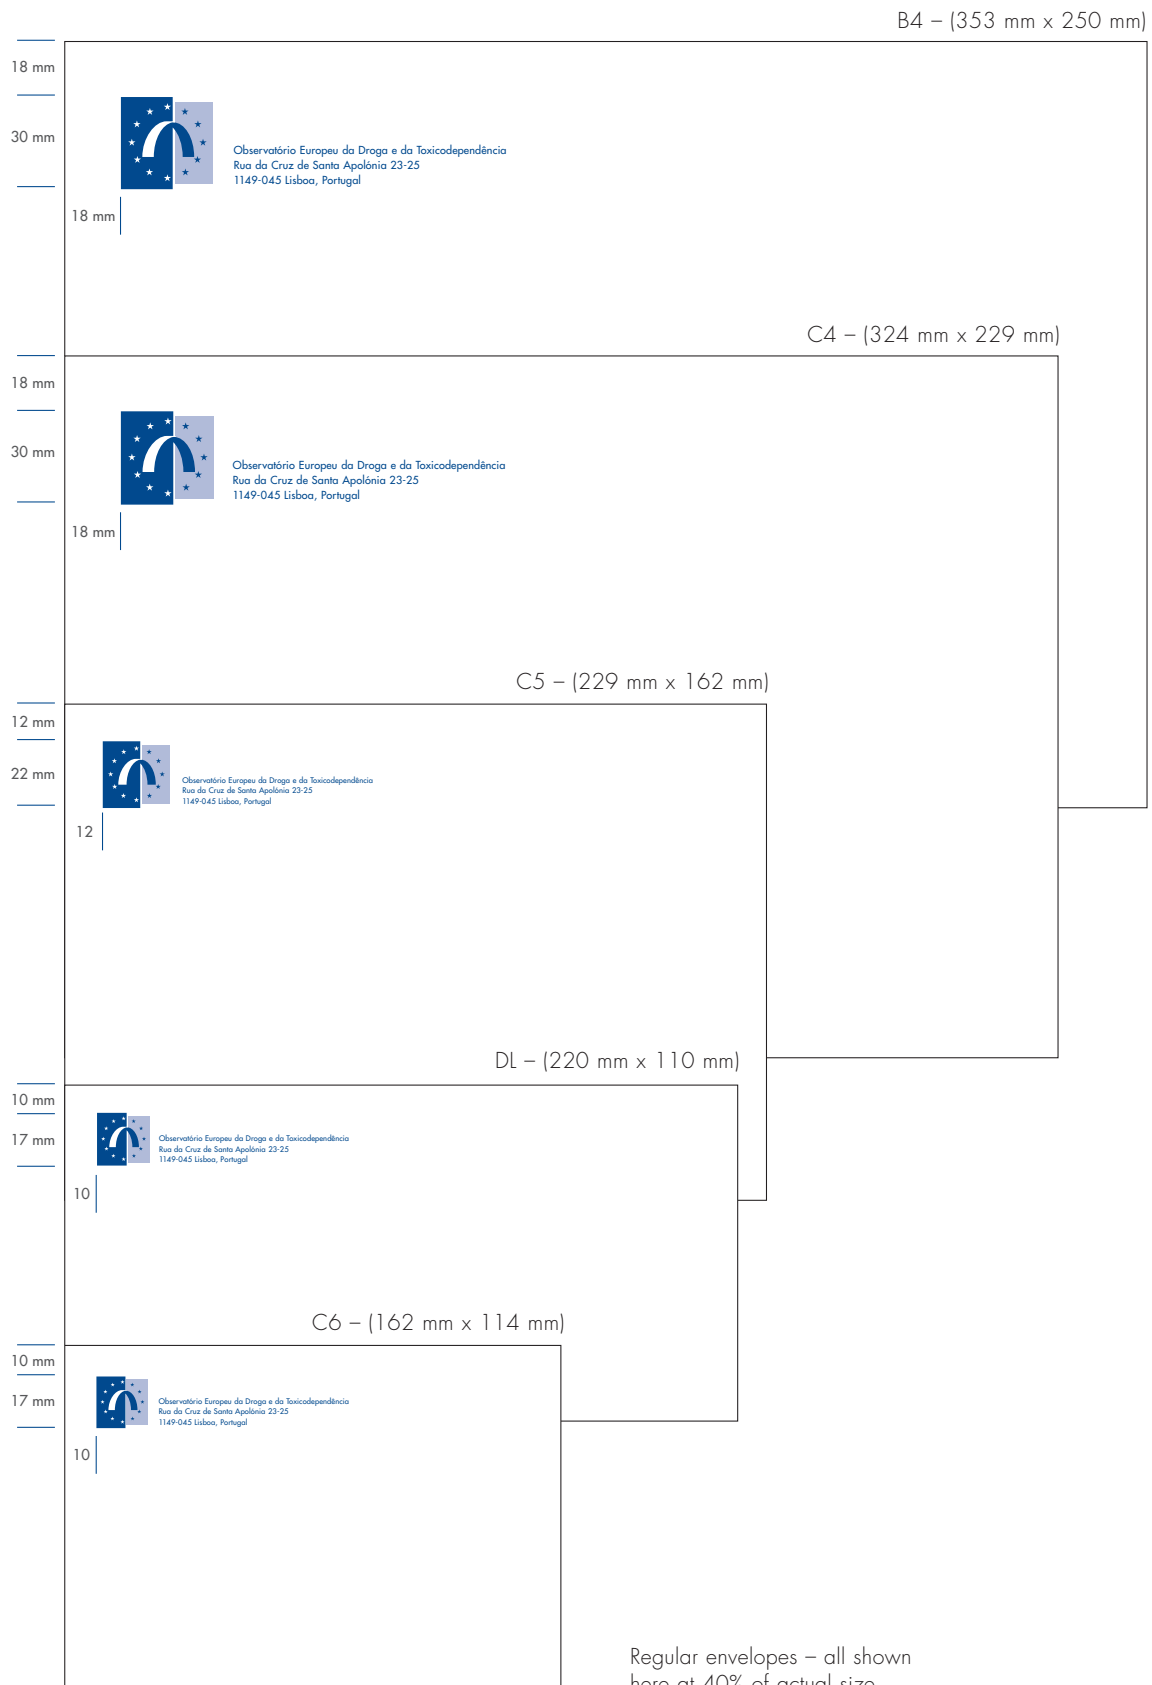 B4 – (353 mm x 250 mm)
18 mm
30 mm
Observatório Europeu da Droga e da Toxicodependência
Rua da Cruz de Santa Apolónia 23-25
1149-045 Lisboa, Portugal
18 mm
C4 – (324 mm x 229 mm)
18 mm
30 mm
Observatório Europeu da Droga e da Toxicodependência
Rua da Cruz de Santa Apolónia 23-25
1149-045 Lisboa, Portugal
18 mm
C5 – (229 mm x 162 mm)
12 mm
22 mm
Observatório Europeu da Droga e da Toxicodependência
Rua da Cruz de Santa Apolónia 23-25
1149-045 Lisboa, Portugal
12
DL – (220 mm x 110 mm)
10 mm
17 mm
Observatório Europeu da Droga e da Toxicodependência
Rua da Cruz de Santa Apolónia 23-25
1149-045 Lisboa, Portugal
10
C6 – (162 mm x 114 mm)
10 mm
17 mm
Observatório Europeu da Droga e da Toxicodependência
Rua da Cruz de Santa Apolónia 23-25
1149-045 Lisboa, Portugal
10
Regular envelopes – all shown
here at 40% of actual size